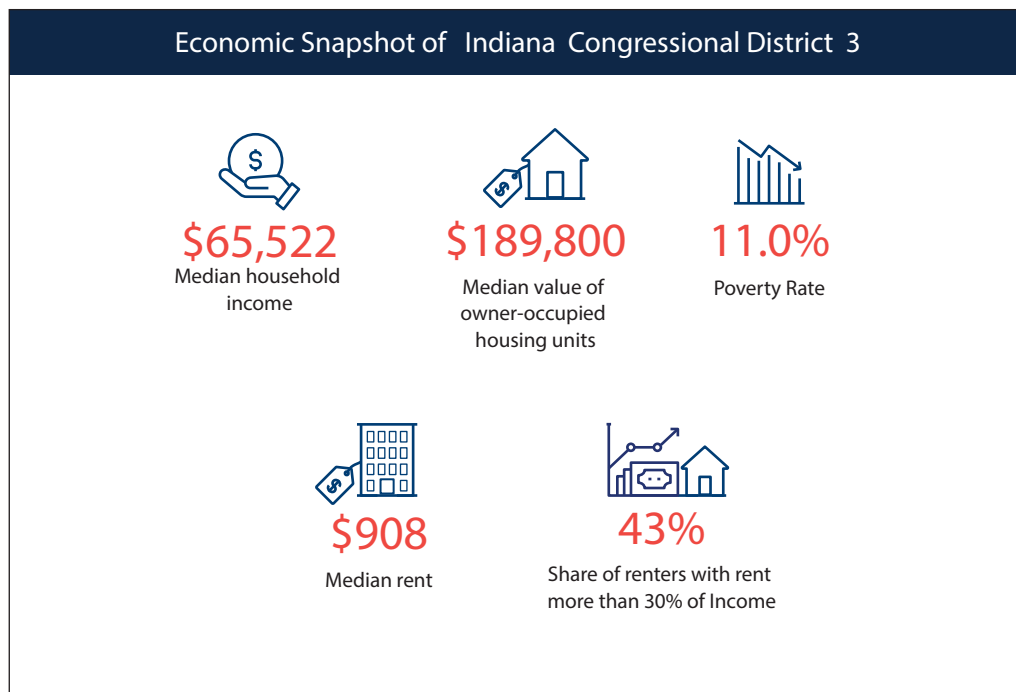 Economic Snapshot of Indiana Congressional District 3
$
$65,522
Median household
income
$
$189,800
Median value of
owner-occupied
housing units
11.0%
Poverty Rate
$
$908
Median rent
43%
Share of renters with rent
more than 30% of Income